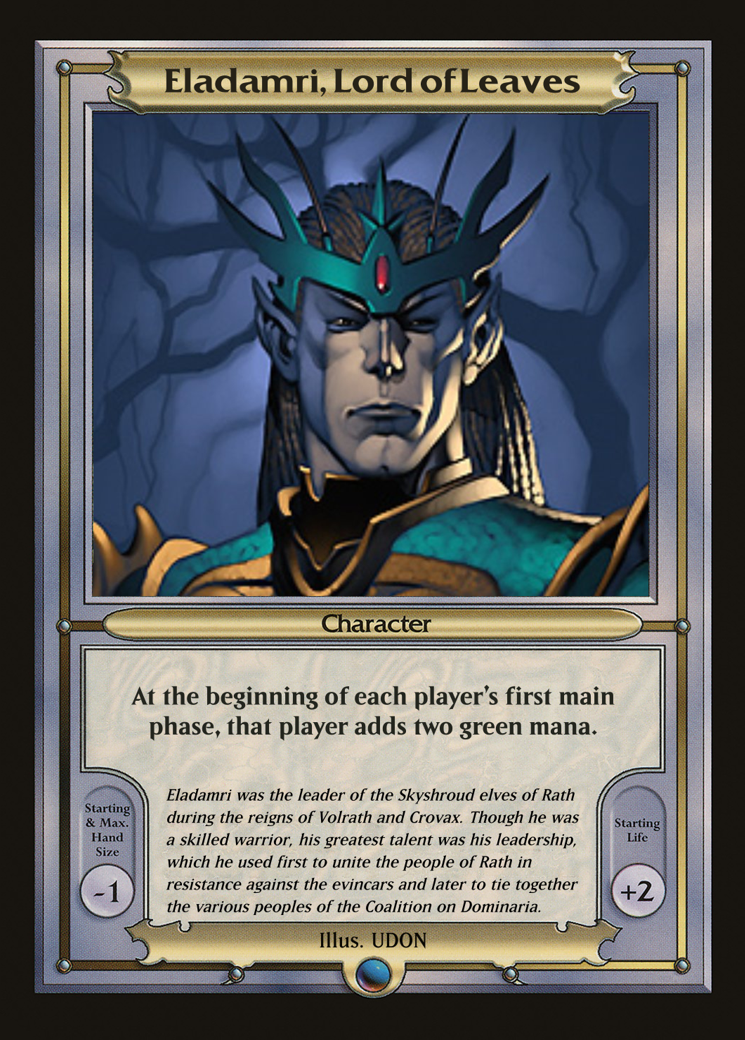 Eladamri, Lord of Leaves
Character
At the beginning of each player's first main
phase, that player adds two green mana.
Eladamri was the leader of the Skyshroud elves of Rath
during the reigns of Volrath and Crovax. Though he was
a skilled warrior, his greatest talent was his leadership,
which he used first to unite the people of Rath in
resistance against the evincars and later to tie together
the various peoples of the Coalition on Dominaria.
Starting
& Max.
Hand
Size
-1
Starting
Life
+2
Illus. UDON